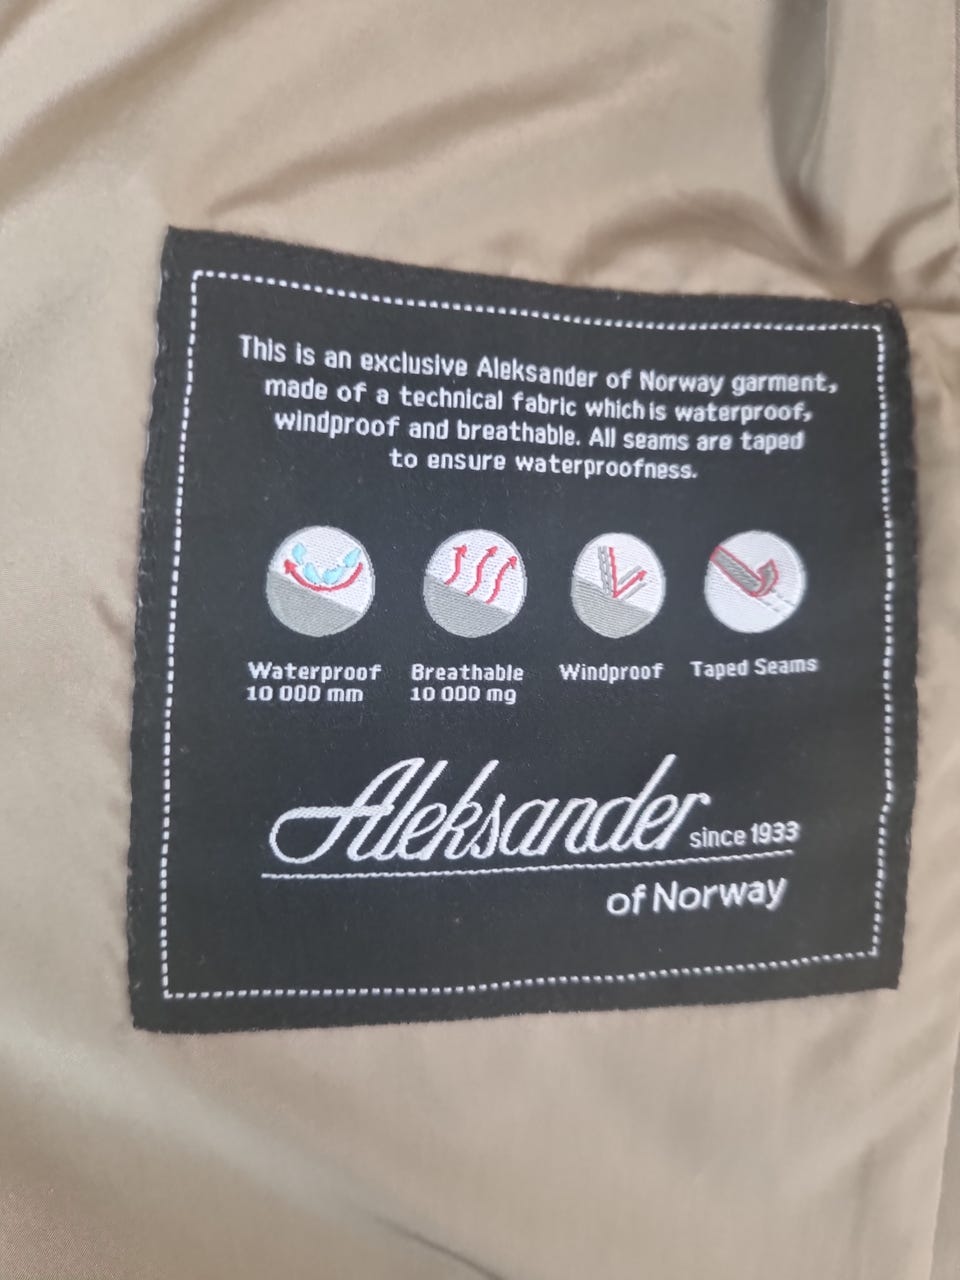 This is an exclusive Aleksander of Norway garment,
made of a technical fabric which is waterproof,
windproof and breathable. All seams are taped
to ensure waterproofness.
Waterproof
10 000 mm
Breathable
10 000 mg
Windproof
Taped Seams
Aleksander since 1933
of Norway